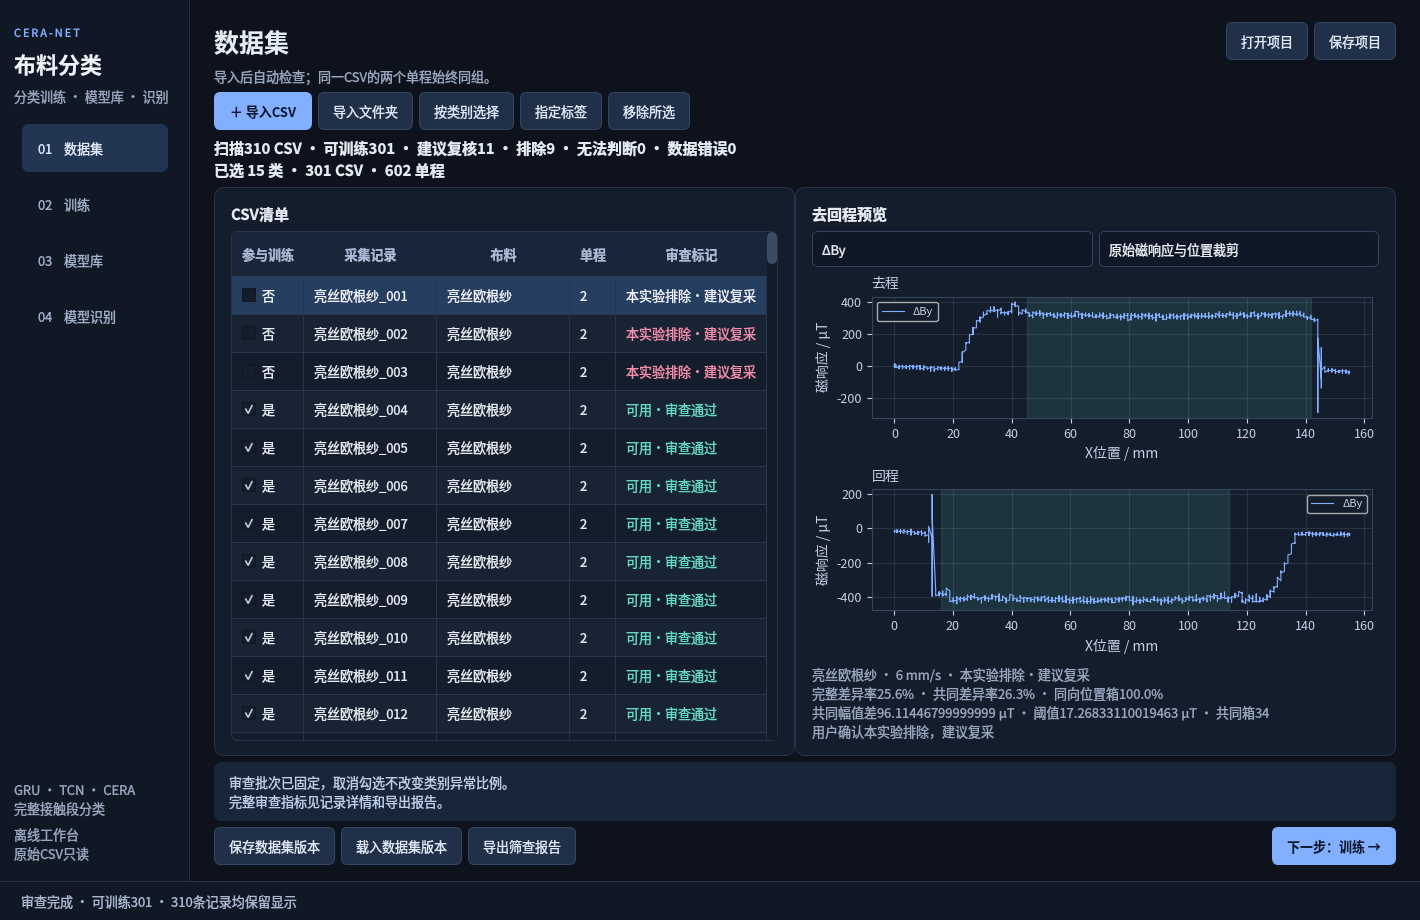 CERA-NET
布料分类
分类训练 · 模型库 · 识别
01 数据集
02 训练
03 模型库
04 模型识别
GRU · TCN · CERA
完整接触段分类
离线工作台
原始CSV只读
数据集
打开项目 保存项目
导入后自动检查；同一CSV的两个单程始终同组。
＋ 导入CSV 导入文件夹 按类别选择 指定标签 移除所选
扫描310 CSV · 可训练301 · 建议复核11 · 排除9 · 无法判断0 · 数据错误0
已选 15 类 · 301 CSV · 602 单程
CSV清单
参与训练 采集记录 布料 单程 审查标记
否 亮丝欧根纱_001 亮丝欧根纱 2 本实验排除·建议复采
否 亮丝欧根纱_002 亮丝欧根纱 2 本实验排除·建议复采
否 亮丝欧根纱_003 亮丝欧根纱 2 本实验排除·建议复采
是 亮丝欧根纱_004 亮丝欧根纱 2 可用·审查通过
是 亮丝欧根纱_005 亮丝欧根纱 2 可用·审查通过
是 亮丝欧根纱_006 亮丝欧根纱 2 可用·审查通过
是 亮丝欧根纱_007 亮丝欧根纱 2 可用·审查通过
是 亮丝欧根纱_008 亮丝欧根纱 2 可用·审查通过
是 亮丝欧根纱_009 亮丝欧根纱 2 可用·审查通过
是 亮丝欧根纱_010 亮丝欧根纱 2 可用·审查通过
是 亮丝欧根纱_011 亮丝欧根纱 2 可用·审查通过
是 亮丝欧根纱_012 亮丝欧根纱 2 可用·审查通过
去回程预览
ΔBy 原始磁响应与位置裁剪
去程
磁响应 / μT
400
200
0
-200
ΔBy
0 20 40 60 80 100 120 140 160
X位置 / mm
回程
磁响应 / μT
200
0
-200
-400
ΔBy
0 20 40 60 80 100 120 140 160
X位置 / mm
亮丝欧根纱 · 6 mm/s · 本实验排除·建议复采
完整差异率25.6% · 共同差异率26.3% · 同向位置箱100.0%
共同幅值差96.11446799999999 μT · 阈值17.26833110019463 μT · 共同箱34
用户确认本实验排除，建议复采
审查批次已固定，取消勾选不改变类别异常比例。
完整审查指标见记录详情和导出报告。
保存数据集版本 载入数据集版本 导出筛查报告 下一步：训练 →
审查完成 · 可训练301 · 310条记录均保留显示